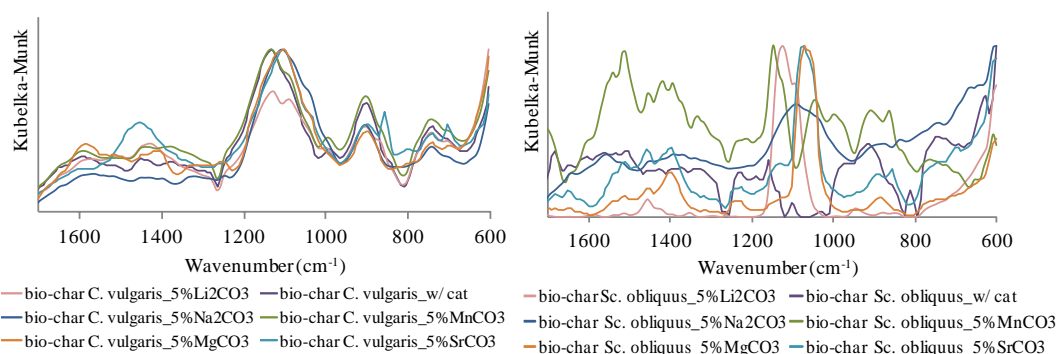 Kubelka-Munk
1600 1400 1200 1000 800 600
Wavenumber (cm-1)
bio-char C. vulgaris_5%Li2CO3 bio-char C. vulgaris_w/ cat
bio-char C. vulgaris_5%Na2CO3 bio-char C. vulgaris_5%MnCO3
bio-char C. vulgaris_5%MgCO3 bio-char C. vulgaris_5%SrCO3
Kubelka-Munk
1600 1400 1200 1000 800 600
Wavenumber (cm-1)
bio-char Sc. obliquus_5%Li2CO3 bio-char Sc. obliquus_w/ cat
bio-char Sc. obliquus_5%Na2CO3 bio-char Sc. obliquus_5%MnCO3
bio-char Sc. obliquus_5%MgCO3 bio-char Sc. obliquus_5%SrCO3